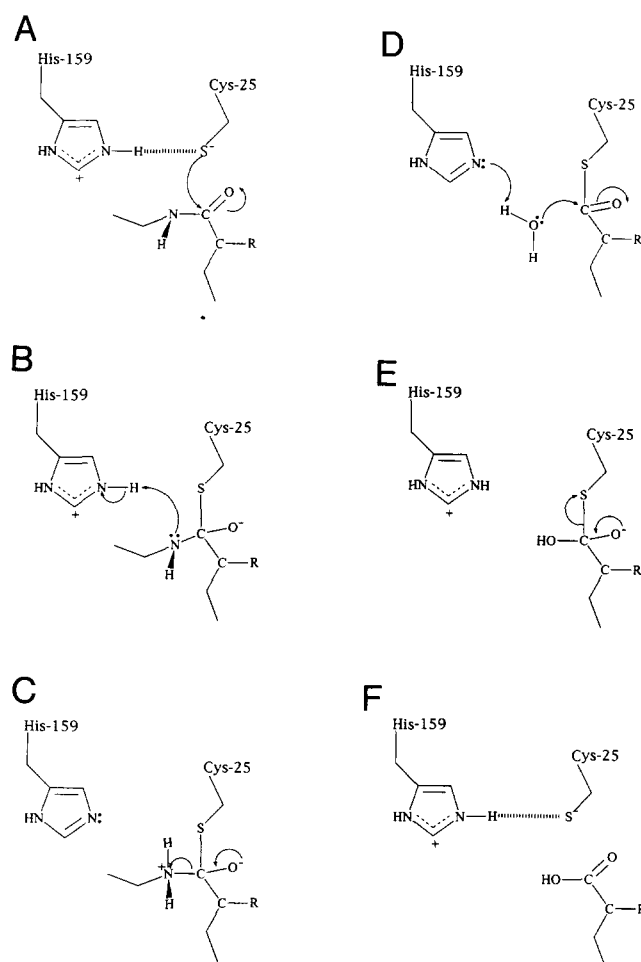 A
His-159
Cys-25
HN
N
H
S-
+
O
N
C
H
C
R
B
His-159
Cys-25
HN
N
H
+
S
N
C
O-
H
C
R
C
His-159
HN
N:
Cys-25
S
H
+
N
C
O-
H
C
R
D
His-159
Cys-25
HN
N:
S
H
O:
C
O
H
C
R
E
His-159
Cys-25
HN
NH
+
S
HO
C
O-
C
R
F
His-159
Cys-25
HN
N
H
S-
+
O
HO
C
C
R